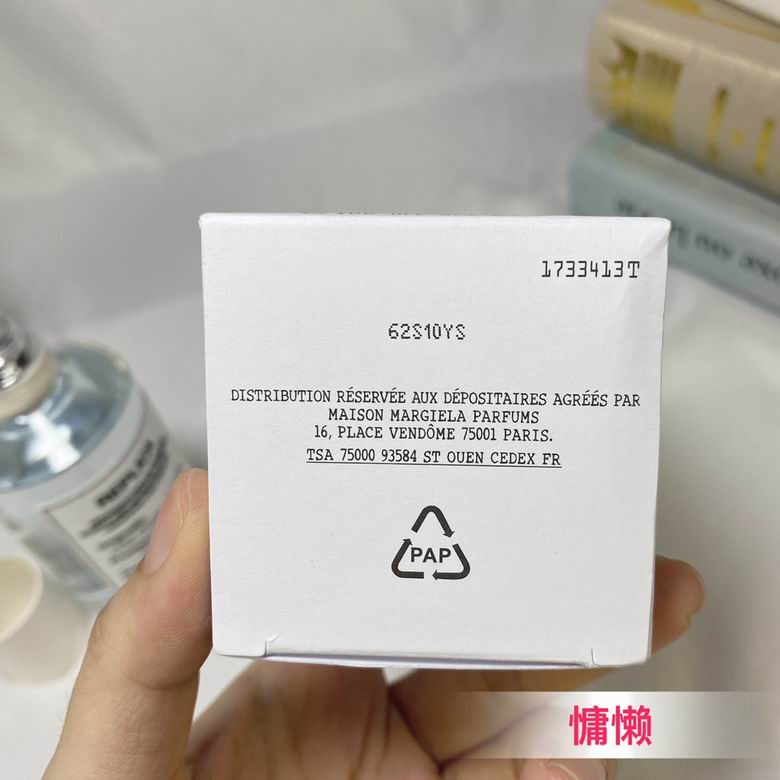 1733413T
62S10YS
DISTRIBUTION RÉSERVÉE AUX DÉPOSITAIRES AGRÉÉS PAR
MAISON MARGIELA PARFUMS
16, PLACE VENDÔME 75001 PARIS.
TSA 75000 93584 ST OUEN CEDEX FR
PAP
慵懒